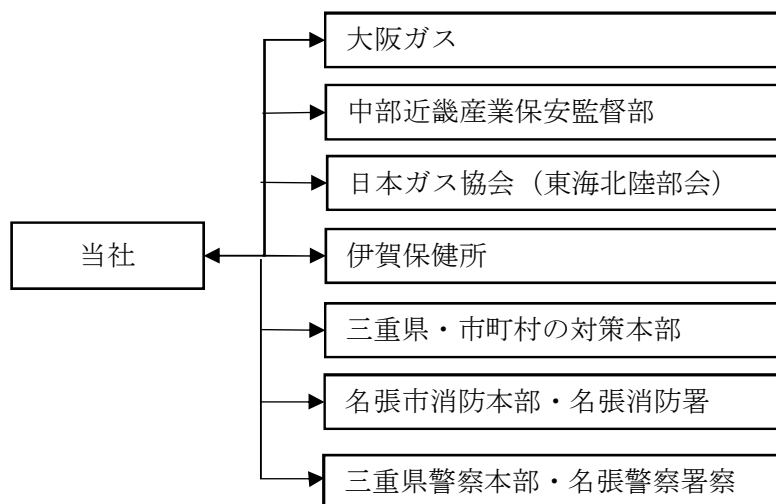 大阪ガス
中部近畿産業保安監督部
日本ガス協会（東海北陸部会）
当社
伊賀保健所
三重県・市町村の対策本部
名張市消防本部・名張消防署
三重県警察本部・名張警察署察